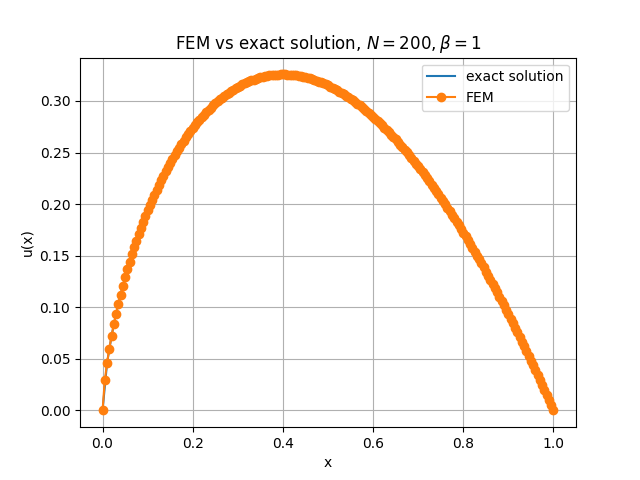 FEM vs exact solution, N = 200, β = 1
exact solution
FEM
u(x)
0.30
0.25
0.20
0.15
0.10
0.05
0.00
0.0 0.2 0.4 0.6 0.8 1.0
x